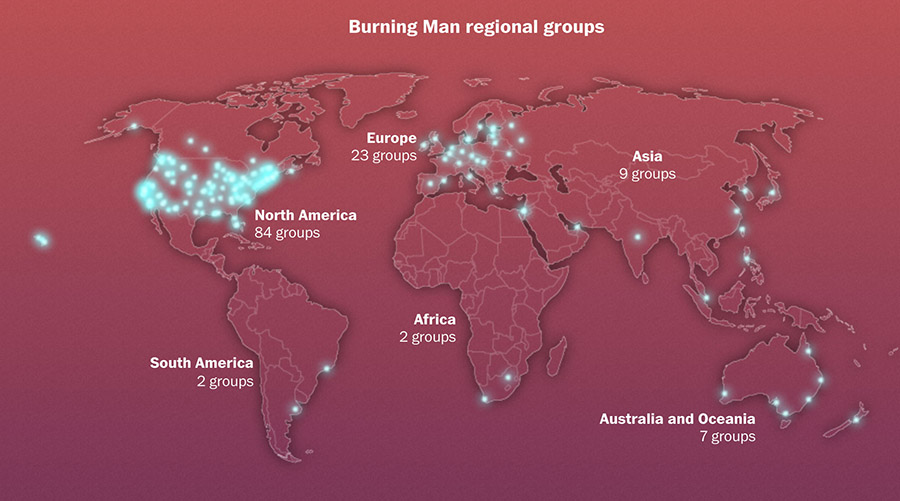 Burning Man regional groups
Europe
23 groups
Asia
9 groups
North America
84 groups
Africa
2 groups
South America
2 groups
Australia and Oceania
7 groups